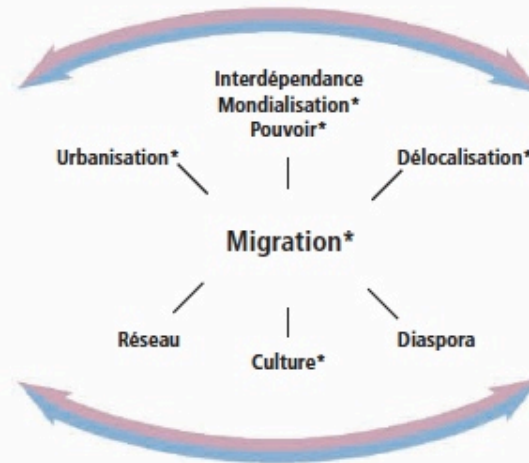 Interdépendance
Mondialisation*
Pouvoir*
Urbanisation*
Délocalisation*
Migration*
Réseau
Culture*
Diaspora